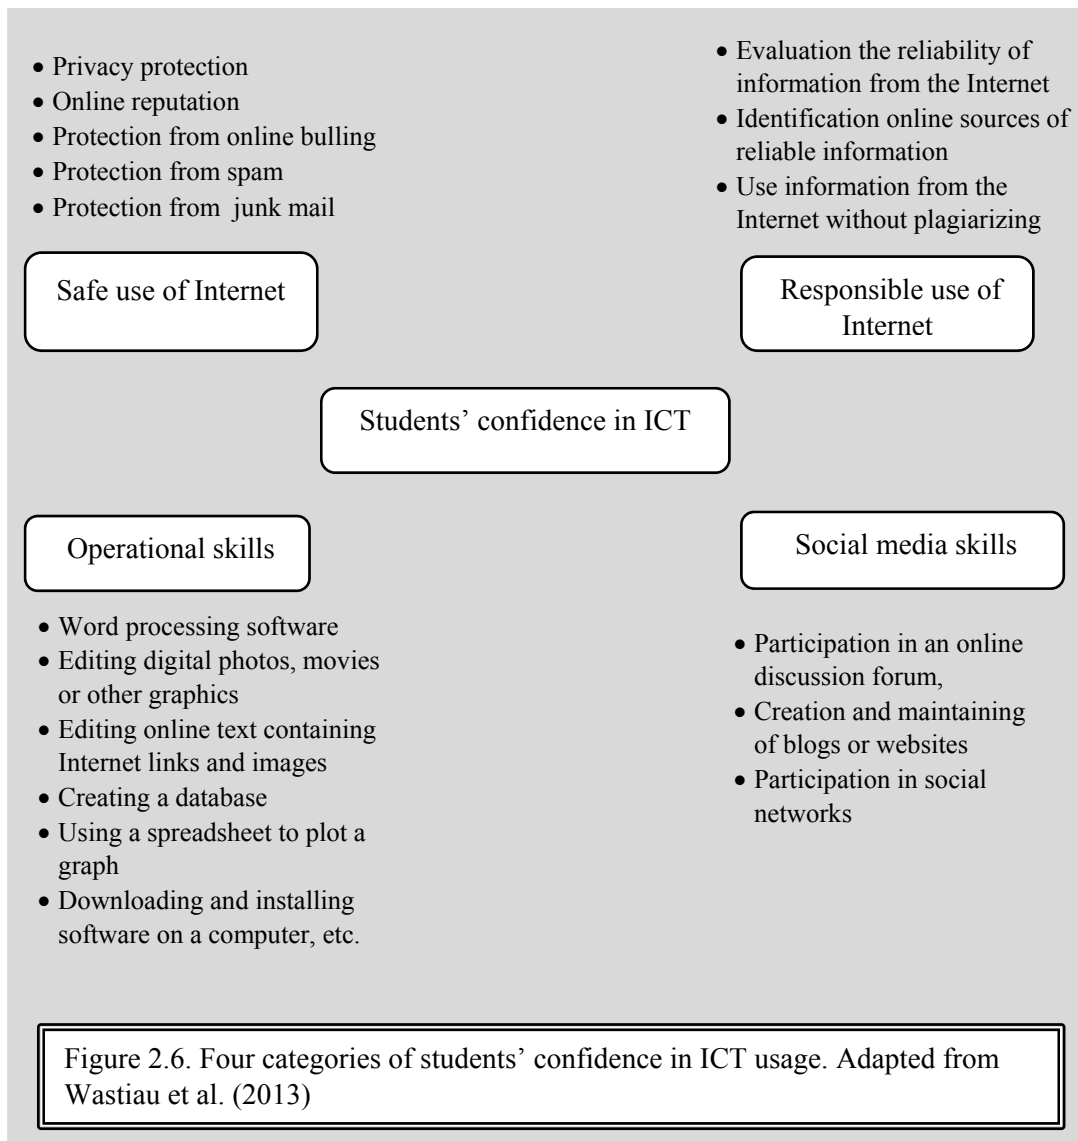 • Privacy protection
• Online reputation
• Protection from online bulling
• Protection from spam
• Protection from  junk mail
Safe use of Internet
• Evaluation the reliability of
information from the Internet
• Identification online sources of
reliable information
• Use information from the
Internet without plagiarizing
Responsible use of
Internet
Students’ confidence in ICT
Operational skills
• Word processing software
• Editing digital photos, movies
or other graphics
• Editing online text containing
Internet links and images
• Creating a database
• Using a spreadsheet to plot a
graph
• Downloading and installing
software on a computer, etc.
Social media skills
• Participation in an online
discussion forum,
• Creation and maintaining
of blogs or websites
• Participation in social
networks
Figure 2.6. Four categories of students’ confidence in ICT usage. Adapted from
Wastiau et al. (2013)